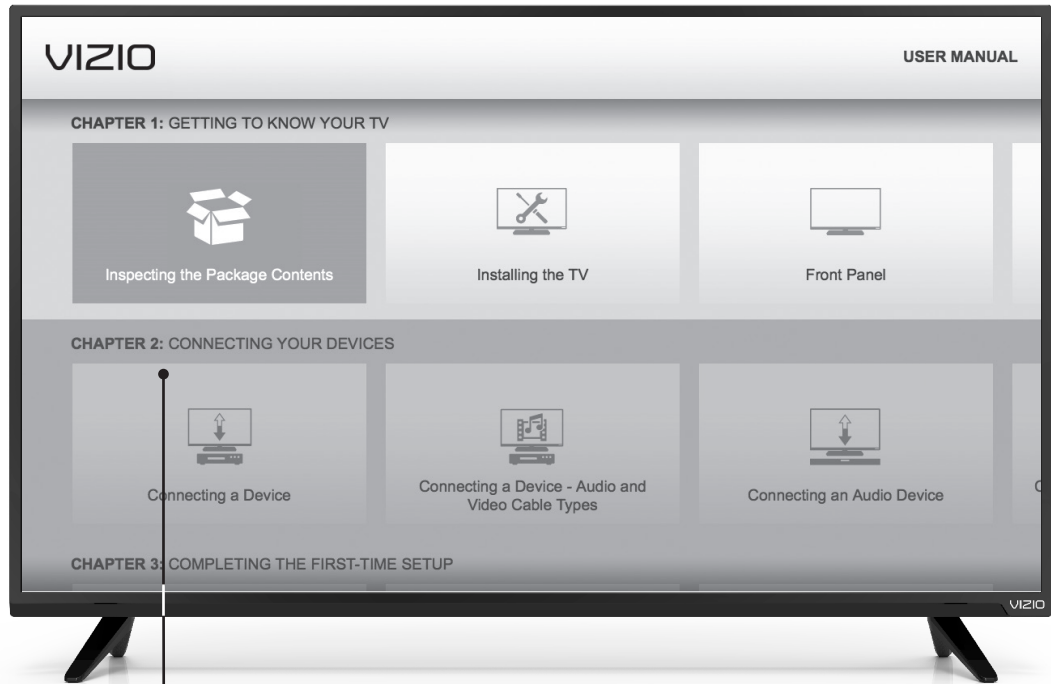 VIZIO
USER MANUAL
CHAPTER 1: GETTING TO KNOW YOUR TV
Inspecting the Package Contents
Installing the TV
Front Panel
CHAPTER 2: CONNECTING YOUR DEVICES
Connecting a Device
Connecting a Device - Audio and
Video Cable Types
Connecting an Audio Device
CHAPTER 3: COMPLETING THE FIRST-TIME SETUP
VIZIO